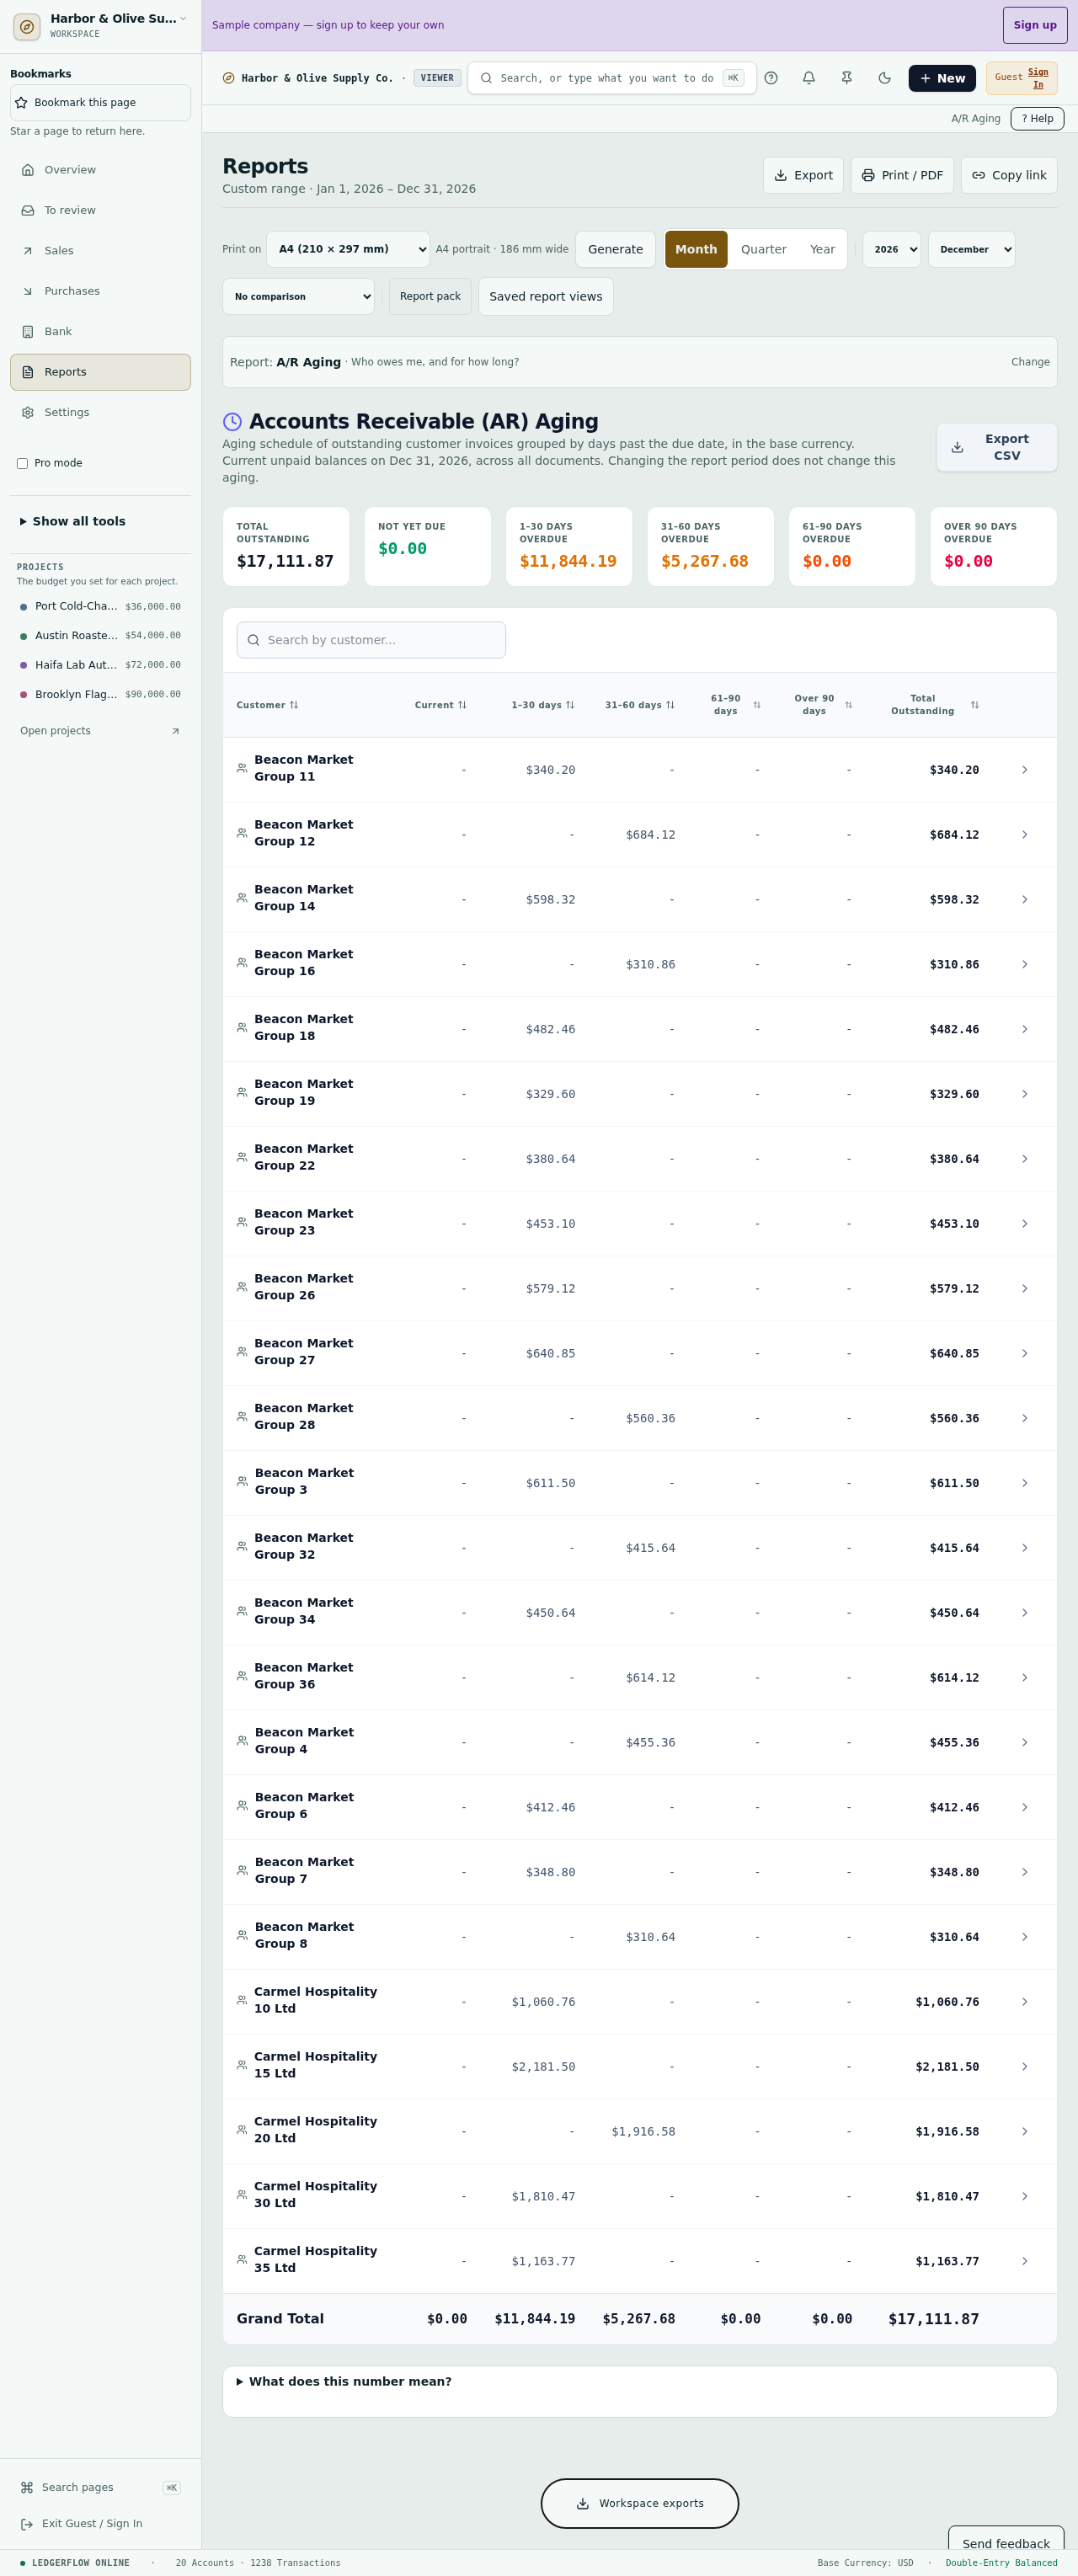 Harbor & Olive Su...
WORKSPACE
Bookmarks
Bookmark this page
Star a page to return here.
Overview
To review
Sales
Purchases
Bank
Reports
Settings
Pro mode
Show all tools
PROJECTS
The budget you set for each project.
Port Cold-Cha... $36,000.00
Austin Roaste... $54,000.00
Haifa Lab Aut... $72,000.00
Brooklyn Flag... $90,000.00
Open projects
Search pages ⌘K
Exit Guest / Sign In
Sample company — sign up to keep your own
Sign up
Harbor & Olive Supply Co. · VIEWER
Search, or type what you want to do ⌘K
+ New
Guest Sign In
A/R Aging
? Help
Reports
Custom range · Jan 1, 2026 – Dec 31, 2026
Export
Print / PDF
Copy link
Print on A4 (210 × 297 mm) A4 portrait · 186 mm wide Generate Month Quarter Year 2026 December
No comparison Report pack Saved report views
Report: A/R Aging · Who owes me, and for how long? Change
Accounts Receivable (AR) Aging
Aging schedule of outstanding customer invoices grouped by days past the due date, in the base currency.
Current unpaid balances on Dec 31, 2026, across all documents. Changing the report period does not change this
aging.
Export
CSV
TOTAL OUTSTANDING
$17,111.87
NOT YET DUE
$0.00
1–30 DAYS OVERDUE
$11,844.19
31–60 DAYS OVERDUE
$5,267.68
61–90 DAYS OVERDUE
$0.00
OVER 90 DAYS OVERDUE
$0.00
Search by customer...
Customer Current 1–30 days 31–60 days 61–90 days Over 90 days Total Outstanding
Beacon Market Group 11 - $340.20 - - - $340.20
Beacon Market Group 12 - - $684.12 - - $684.12
Beacon Market Group 14 - $598.32 - - - $598.32
Beacon Market Group 16 - - $310.86 - - $310.86
Beacon Market Group 18 - $482.46 - - - $482.46
Beacon Market Group 19 - $329.60 - - - $329.60
Beacon Market Group 22 - $380.64 - - - $380.64
Beacon Market Group 23 - $453.10 - - - $453.10
Beacon Market Group 26 - $579.12 - - - $579.12
Beacon Market Group 27 - $640.85 - - - $640.85
Beacon Market Group 28 - - $560.36 - - $560.36
Beacon Market Group 3 - $611.50 - - - $611.50
Beacon Market Group 32 - - $415.64 - - $415.64
Beacon Market Group 34 - $450.64 - - - $450.64
Beacon Market Group 36 - - $614.12 - - $614.12
Beacon Market Group 4 - - $455.36 - - $455.36
Beacon Market Group 6 - $412.46 - - - $412.46
Beacon Market Group 7 - $348.80 - - - $348.80
Beacon Market Group 8 - - $310.64 - - $310.64
Carmel Hospitality 10 Ltd - $1,060.76 - - - $1,060.76
Carmel Hospitality 15 Ltd - $2,181.50 - - - $2,181.50
Carmel Hospitality 20 Ltd - - $1,916.58 - - $1,916.58
Carmel Hospitality 30 Ltd - $1,810.47 - - - $1,810.47
Carmel Hospitality 35 Ltd - $1,163.77 - - - $1,163.77
Grand Total $0.00 $11,844.19 $5,267.68 $0.00 $0.00 $17,111.87
What does this number mean?
Workspace exports
Send feedback
LEDGERFLOW ONLINE · 20 Accounts · 1238 Transactions
Base Currency: USD · Double-Entry Balanced